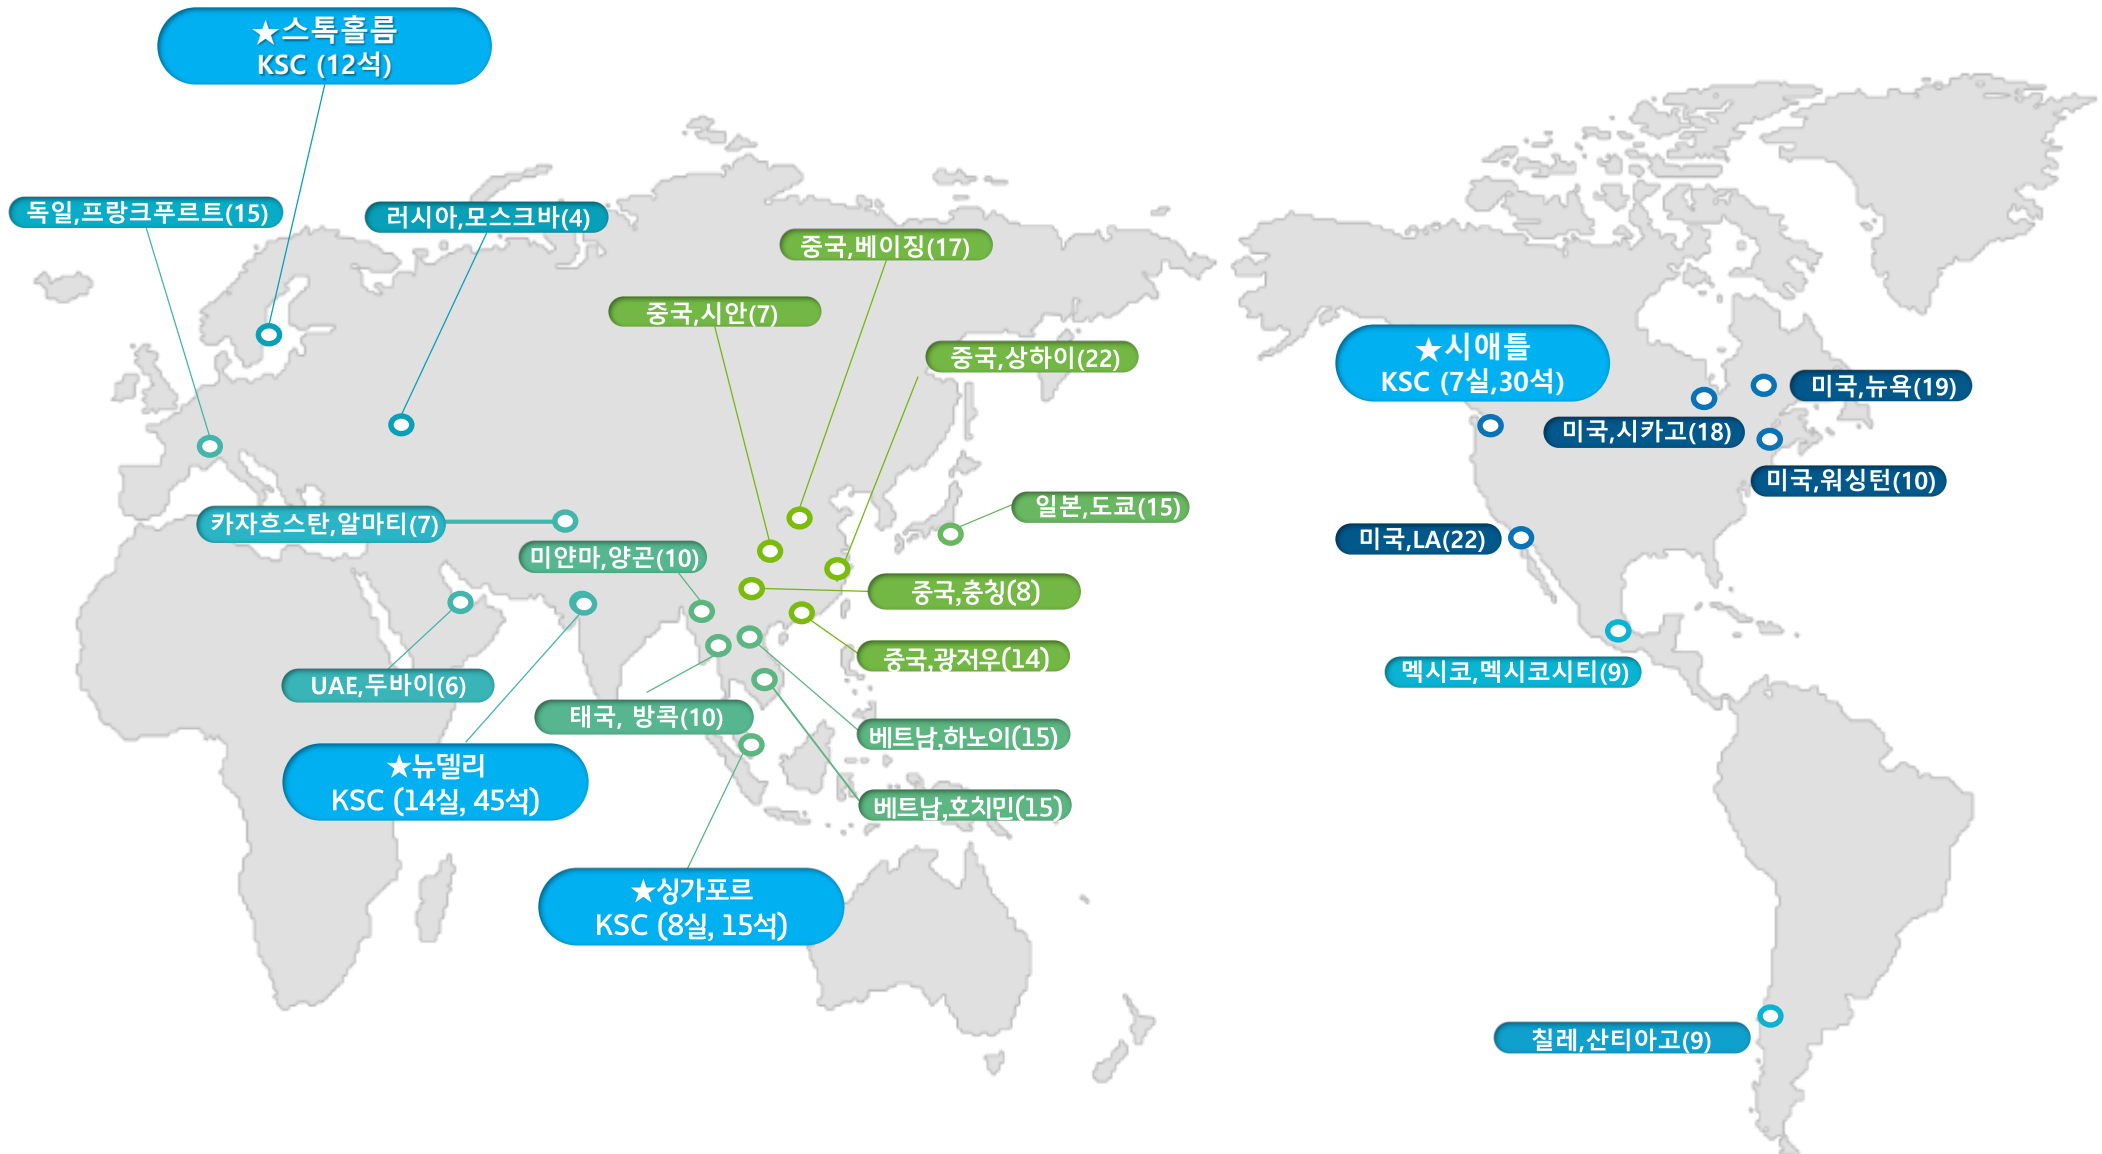 ★스톡홀름
KSC (12석)
독일,프랑크푸르트(15)
러시아,모스크바(4)
중국,베이징(17)
중국,시안(7)
중국,상하이(22)
★시애틀
KSC (7실,30석)
미국,뉴욕(19)
미국,시카고(18)
미국,워싱턴(10)
카자흐스탄,알마티(7)
일본,도쿄(15)
미국,LA(22)
미얀마,양곤(10)
중국,충칭(8)
중국,광저우(14)
멕시코,멕시코시티(9)
UAE,두바이(6)
태국, 방콕(10)
베트남,하노이(15)
★뉴델리
KSC (14실, 45석)
베트남,호치민(15)
★싱가포르
KSC (8실, 15석)
칠레,산티아고(9)